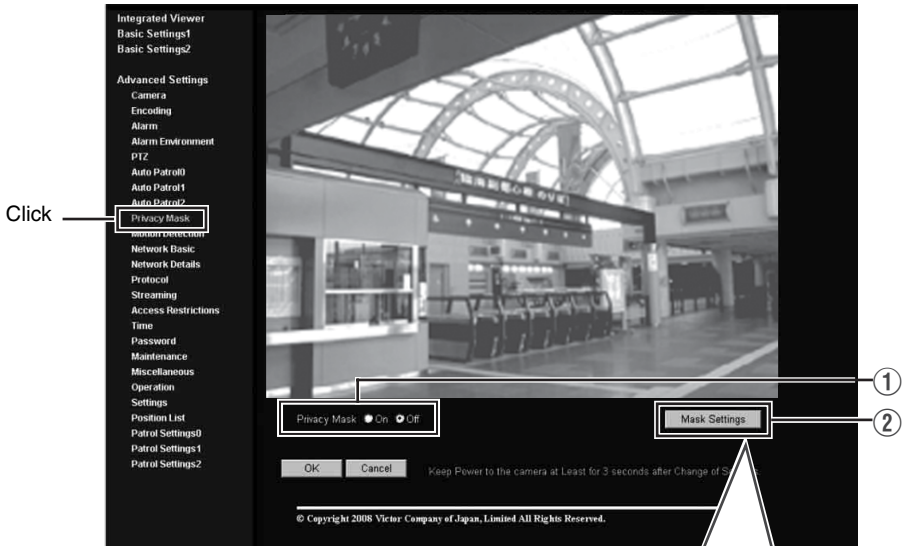 Integrated Viewer
Basic Settings1
Basic Settings2
Advanced Settings
Camera
Encoding
Alarm
Alarm Environment
PTZ
Auto Patrol0
Auto Patrol1
Auto Patrol2
Click
Privacy Mask
Motion Detection
Network Basic
Network Details
Protocol
Streaming
Access Restrictions
Time
Password
Maintenance
Miscellaneous
Operation
Settings
Position List
Patrol Settings0
Patrol Settings1
Patrol Settings2
①
Privacy Mask On Off
Mask Settings
②
OK Cancel Keep Power to the camera at Least for 3 seconds after Change of
© Copyright 2008 Victor Company of Japan, Limited All Rights Reserved.